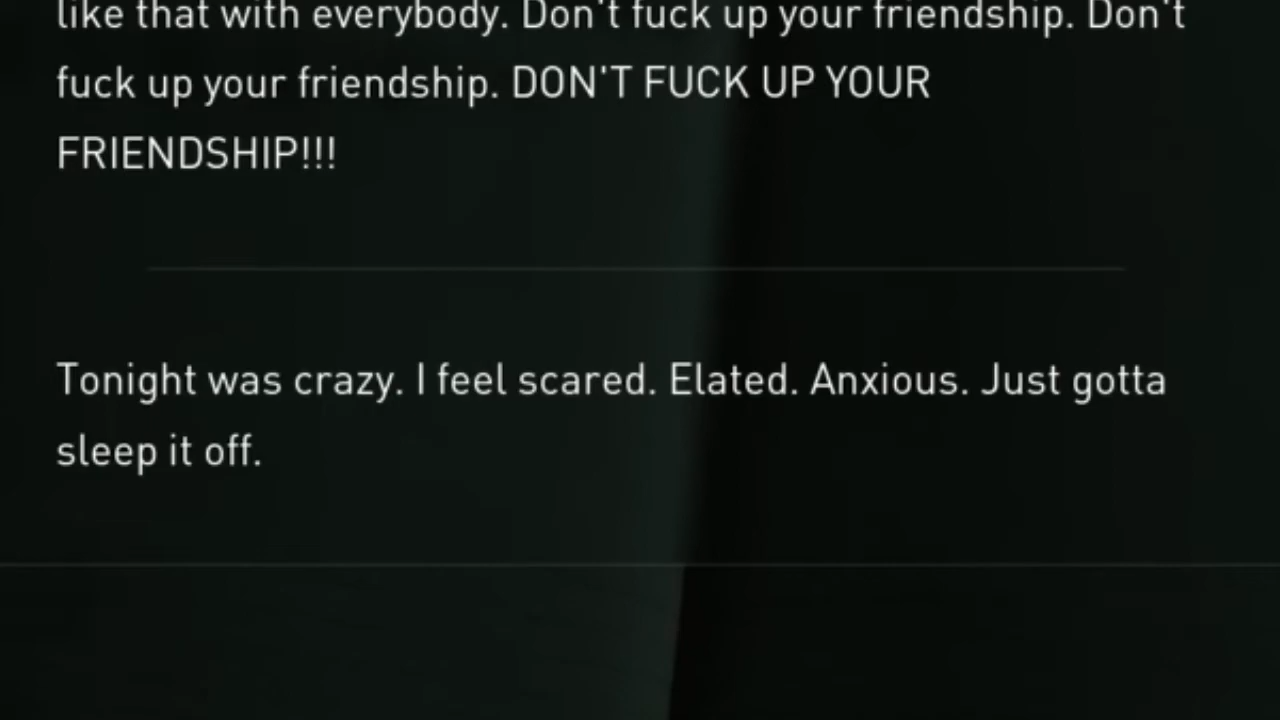 like that with everybody. Don't fuck up your friendship. Don't
fuck up your friendship. DON'T FUCK UP YOUR
FRIENDSHIP!!!
Tonight was crazy. I feel scared. Elated. Anxious. Just gotta
sleep it off.